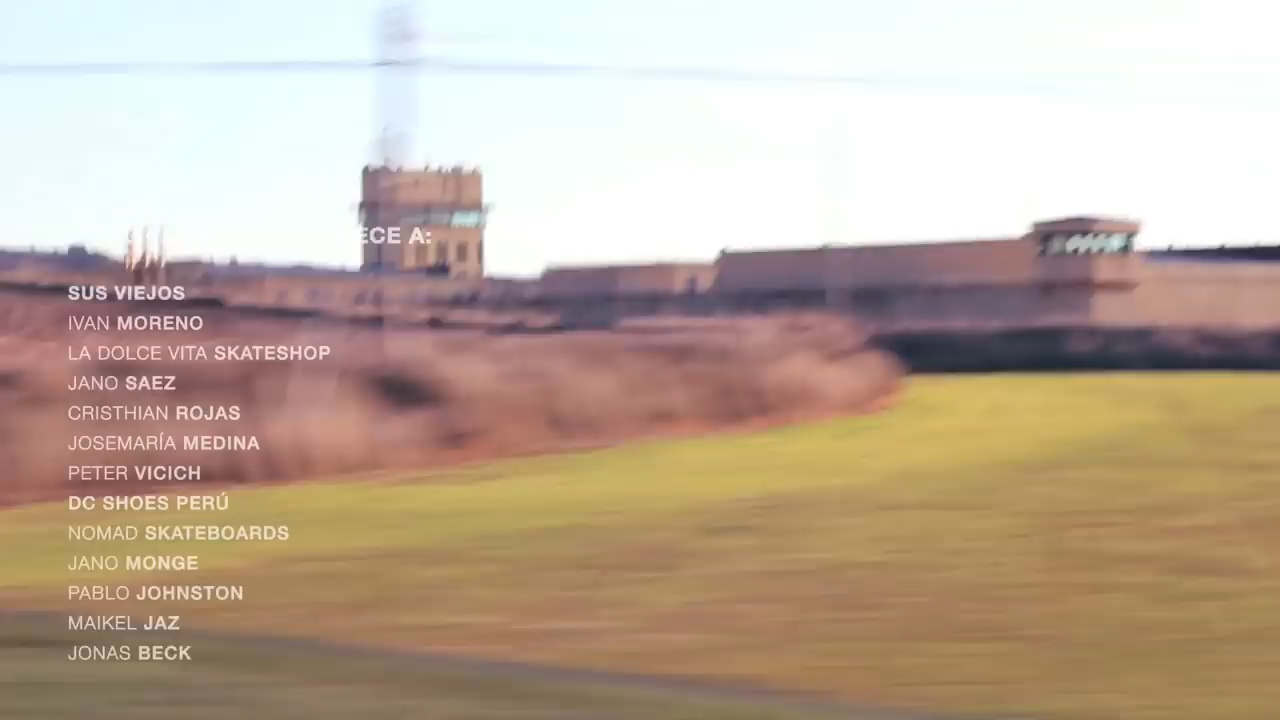 ECE A:
SUS VIEJOS
IVAN MORENO
LA DOLCE VITA SKATESHOP
JANO SAEZ
CRISTHIAN ROJAS
JOSEMARÍA MEDINA
PETER VICICH
DC SHOES PERÚ
NOMAD SKATEBOARDS
JANO MONGE
PABLO JOHNSTON
MAIKEL JAZ
JONAS BECK